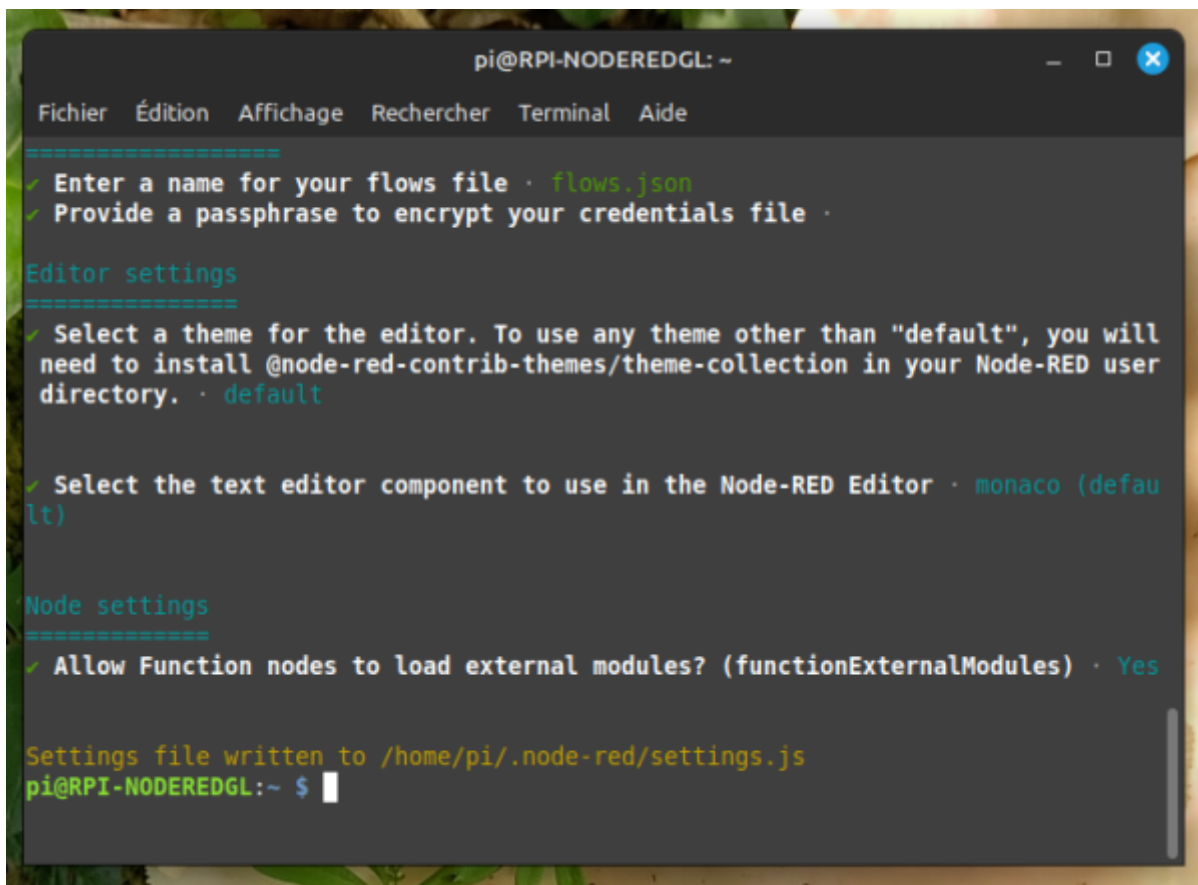 pi@RPI-NODEREDGL: ~
Fichier Édition Affichage Rechercher Terminal Aide
==================
✔ Enter a name for your flows file · flows.json
✔ Provide a passphrase to encrypt your credentials file ·
Editor settings
===============
✔ Select a theme for the editor. To use any theme other than "default", you will
need to install @node-red-contrib-themes/theme-collection in your Node-RED user
directory. · default
✔ Select the text editor component to use in the Node-RED Editor · monaco (defau
lt)
Node settings
=============
✔ Allow Function nodes to load external modules? (functionExternalModules) · Yes
Settings file written to /home/pi/.node-red/settings.js
pi@RPI-NODEREDGL:~ $